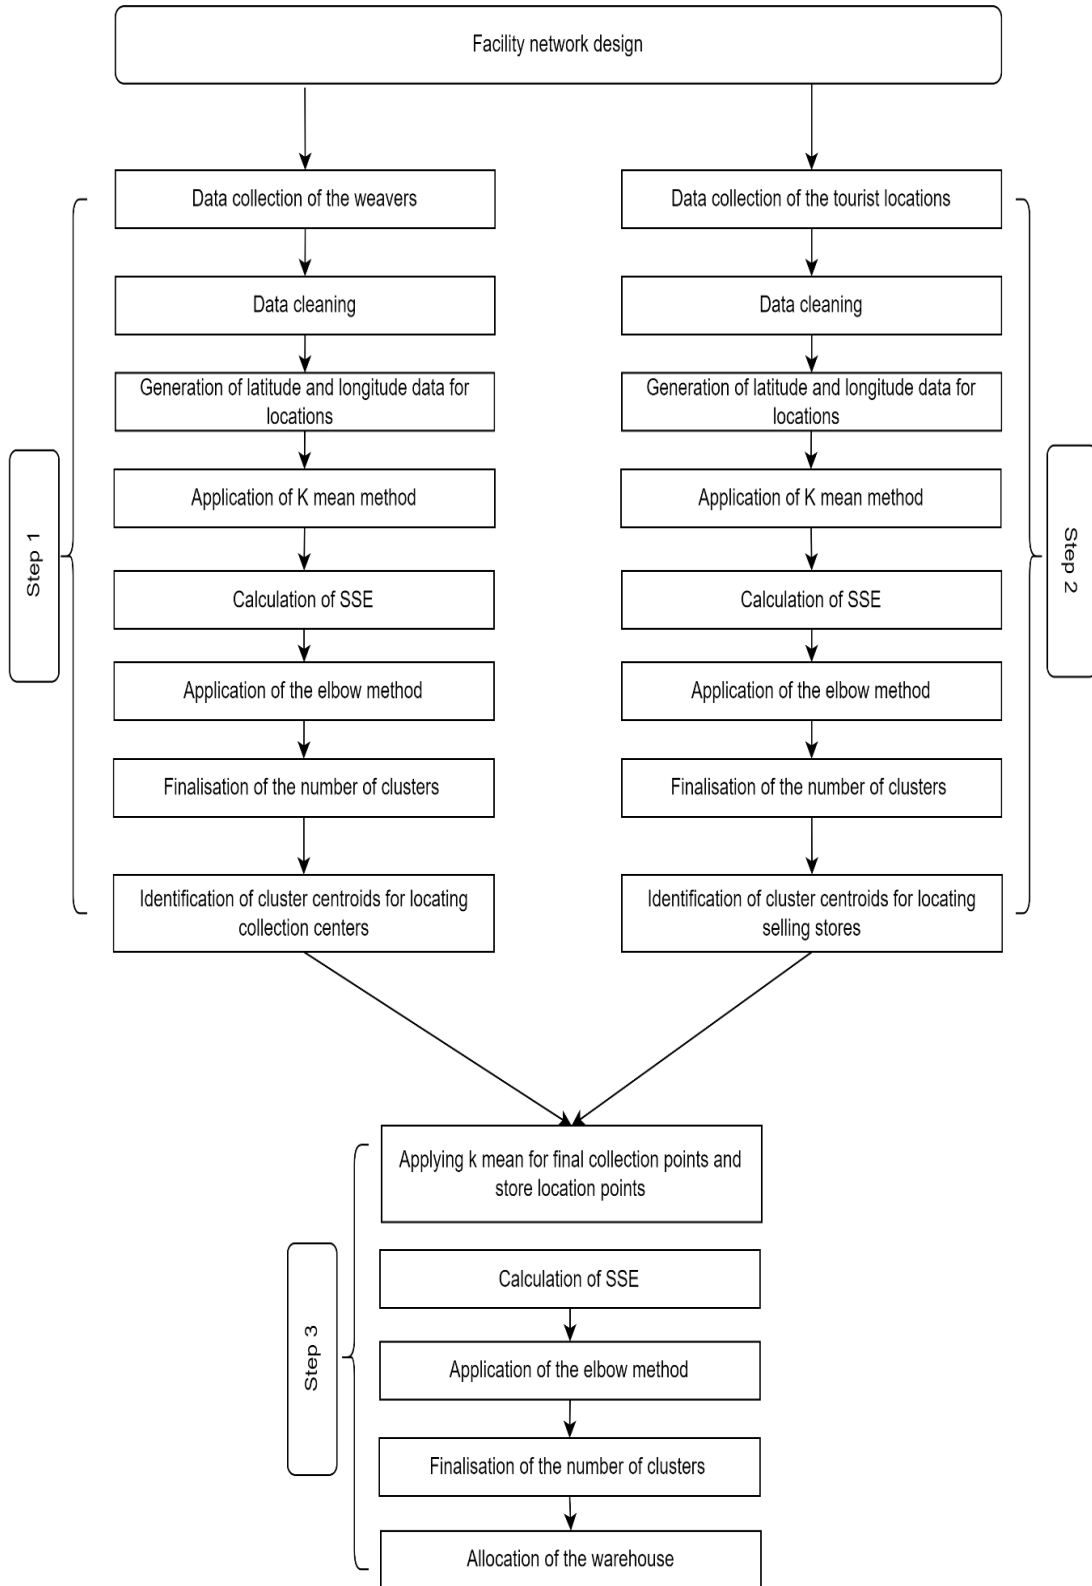 Facility network design
Data collection of the weavers
Data cleaning
Generation of latitude and longitude data for
locations
Application of K mean method
Calculation of SSE
Application of the elbow method
Finalisation of the number of clusters
Identification of cluster centroids for locating
collection centers
Step 1
Data collection of the tourist locations
Data cleaning
Generation of latitude and longitude data for
locations
Application of K mean method
Calculation of SSE
Application of the elbow method
Finalisation of the number of clusters
Identification of cluster centroids for locating
selling stores
Step 2
Applying k mean for final collection points and
store location points
Calculation of SSE
Application of the elbow method
Finalisation of the number of clusters
Allocation of the warehouse
Step 3